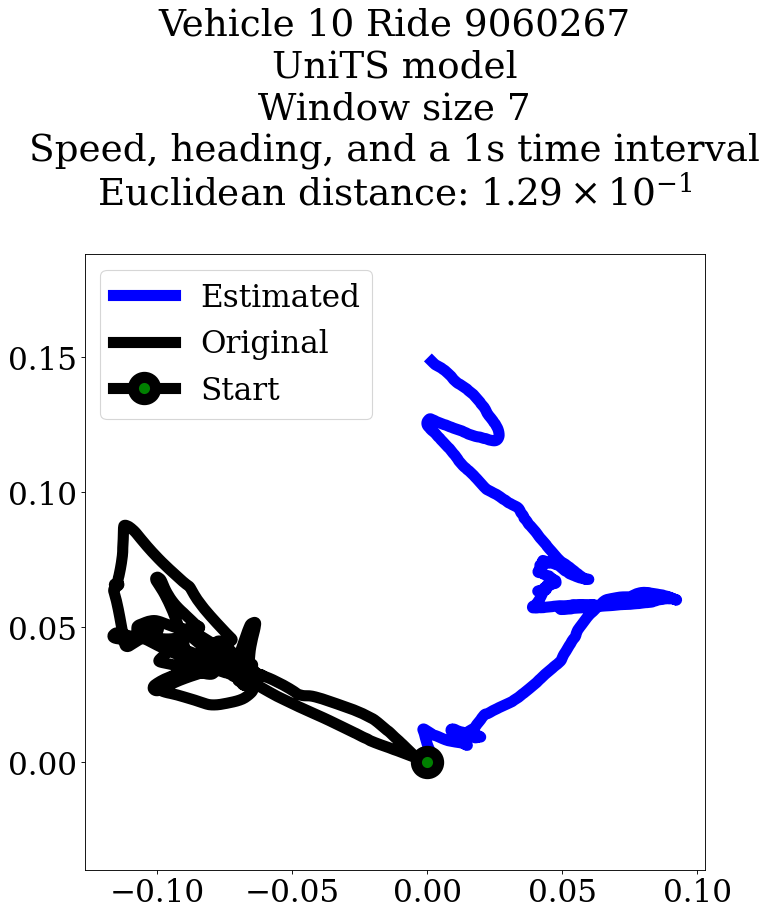 Vehicle 10 Ride 9060267
UniTS model
Window size 7
Speed, heading, and a 1s time interval
Euclidean distance: 1.29 × 10⁻¹
Estimated
Original
Start
0.15
0.10
0.05
0.00
−0.10 −0.05 0.00 0.05 0.10